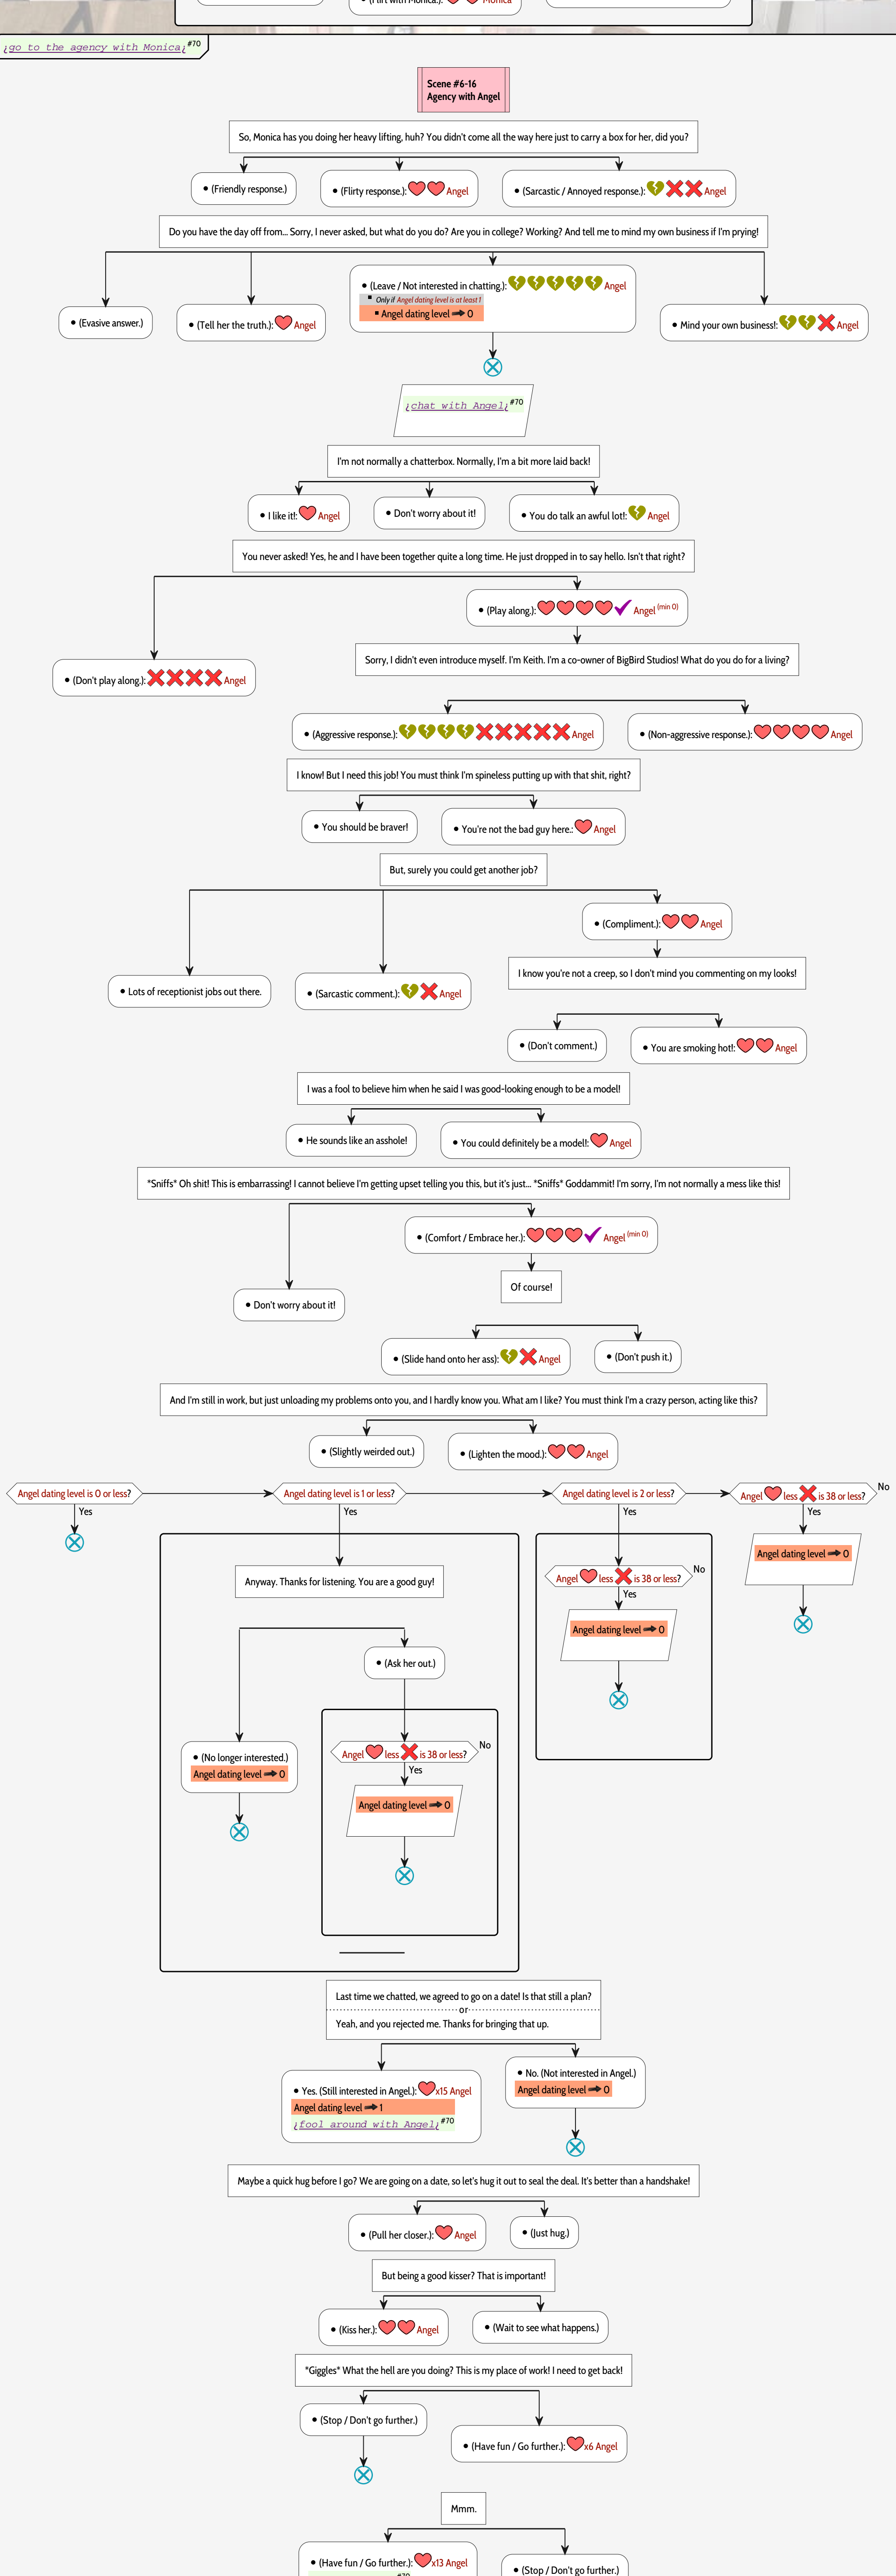 (Flirt with Monica.): Monica
¿go to the agency with Monica¿#70
Scene #6-16
Agency with Angel
So, Monica has you doing her heavy lifting, huh? You didn't come all the way here just to carry a box for her, did you?
(Friendly response.)
(Flirty response.): Angel
(Sarcastic / Annoyed response.): Angel
Do you have the day off from... Sorry, I never asked, but what do you do? Are you in college? Working? And tell me to mind my own business if I'm prying!
(Evasive answer.)
(Tell her the truth.): Angel
(Leave / Not interested in chatting.): Angel
Only if Angel dating level is at least 1
Angel dating level ➡ 0
Mind your own business!: Angel
¿chat with Angel¿#70
I'm not normally a chatterbox. Normally, I'm a bit more laid back!
I like it!: Angel
Don't worry about it!
You do talk an awful lot!: Angel
You never asked! Yes, he and I have been together quite a long time. He just dropped in to say hello. Isn't that right?
(Don't play along.): Angel
(Play along.): Angel (min 0)
Sorry, I didn't even introduce myself. I'm Keith. I'm a co-owner of BigBird Studios! What do you do for a living?
(Aggressive response.): Angel
(Non-aggressive response.): Angel
I know! But I need this job! You must think I'm spineless putting up with that shit, right?
You should be braver!
You're not the bad guy here.: Angel
But, surely you could get another job?
Lots of receptionist jobs out there.
(Sarcastic comment.): Angel
(Compliment.): Angel
I know you're not a creep, so I don't mind you commenting on my looks!
(Don't comment.)
You are smoking hot!: Angel
I was a fool to believe him when he said I was good-looking enough to be a model!
He sounds like an asshole!
You could definitely be a model!: Angel
*Sniffs* Oh shit! This is embarrassing! I cannot believe I'm getting upset telling you this, but it's just... *Sniffs* Goddammit! I'm sorry, I'm not normally a mess like this!
Don't worry about it!
(Comfort / Embrace her.): Angel (min 0)
Of course!
(Slide hand onto her ass): Angel
(Don't push it.)
And I'm still in work, but just unloading my problems onto you, and I hardly know you. What am I like? You must think I'm a crazy person, acting like this?
(Slightly weirded out.)
(Lighten the mood.): Angel
Angel dating level is 0 or less?
Yes
Angel dating level is 1 or less?
Yes
Angel dating level is 2 or less?
Yes
Angel less is 38 or less?
No
Yes
Anyway. Thanks for listening. You are a good guy!
(No longer interested.)
Angel dating level ➡ 0
(Ask her out.)
Angel less is 38 or less?
No
Yes
Angel dating level ➡ 0
Angel less is 38 or less?
No
Yes
Angel dating level ➡ 0
Angel dating level ➡ 0
Last time we chatted, we agreed to go on a date! Is that still a plan?
or
Yeah, and you rejected me. Thanks for bringing that up.
Yes. (Still interested in Angel.): x15 Angel
Angel dating level ➡ 1
¿fool around with Angel¿#70
No. (Not interested in Angel.)
Angel dating level ➡ 0
Maybe a quick hug before I go? We are going on a date, so let's hug it out to seal the deal. It's better than a handshake!
(Pull her closer.): Angel
(Just hug.)
But being a good kisser? That is important!
(Kiss her.): Angel
(Wait to see what happens.)
*Giggles* What the hell are you doing? This is my place of work! I need to get back!
(Stop / Don't go further.)
(Have fun / Go further.): x6 Angel
Mmm.
(Have fun / Go further.): x13 Angel
(Stop / Don't go further.)